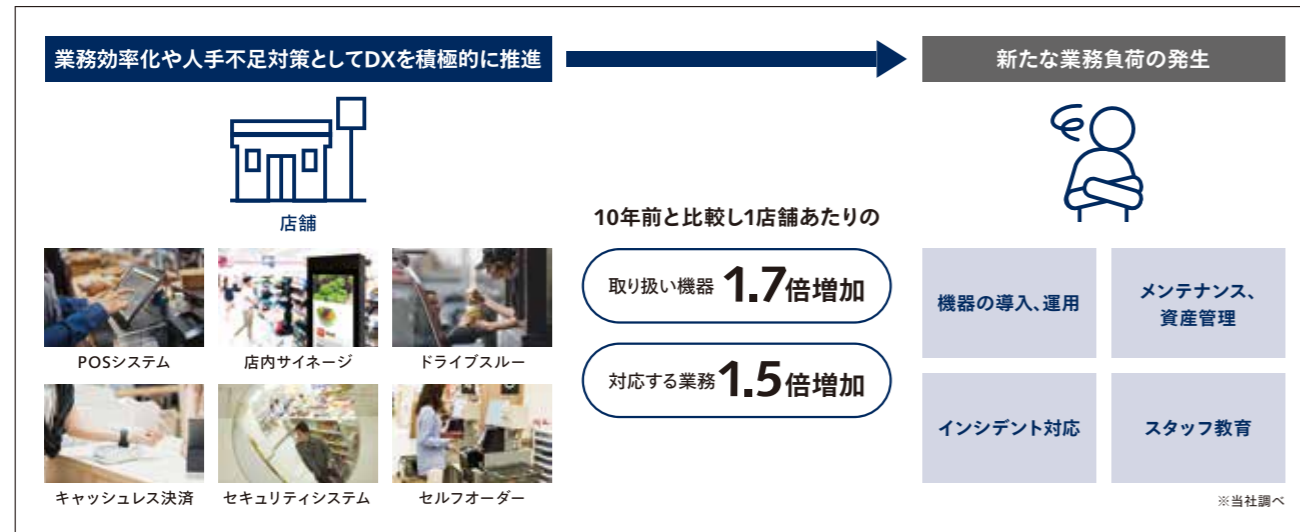 業務効率化や人手不足対策としてDXを積極的に推進
新たな業務負荷の発生
店舗
POSシステム
店内サイネージ
ドライブスルー
キャッシュレス決済
セキュリティシステム
セルフオーダー
10年前と比較し1店舗あたりの
取り扱い機器 1.7倍増加
対応する業務 1.5倍増加
機器の導入、運用
メンテナンス、
資産管理
インシデント対応
スタッフ教育
※当社調べ